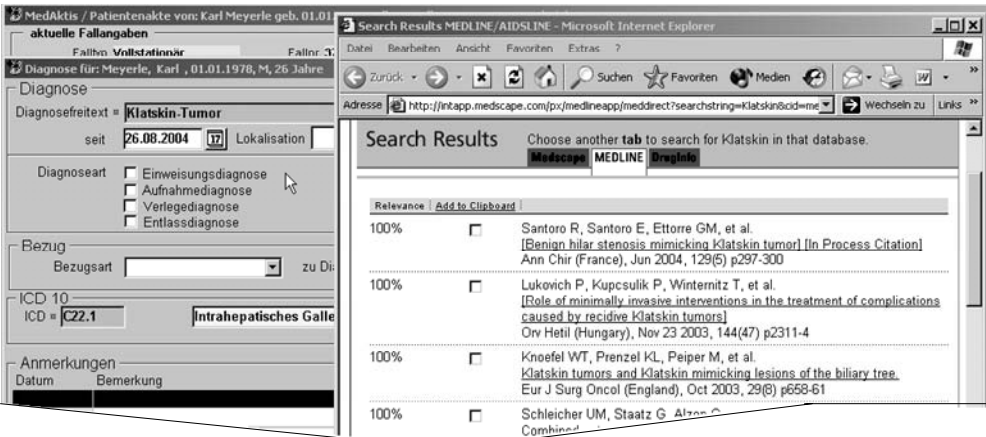 MedAktis / Patientenakte von: Karl Meyerle geb. 01.01
aktuelle Fallangaben
Falltyp Vollstationär Fallnr.
Diagnose für: Meyerle, Karl , 01.01.1978, M, 26 Jahre
Diagnose
Diagnosefreitext = Klatskin-Tumor
seit 26.08.2004 17 Lokalisation
Diagnoseart Einweisungsdiagnose
Aufnahmediagnose
Verlegediagnose
Entlassdiagnose
Bezug
Bezugsart zu Di
ICD 10
ICD = C22.1 Intrahepatisches Galle
Anmerkungen
Datum Bemerkung
Search Results MEDLINE/AIDSLINE - Microsoft Internet Explorer
Datei Bearbeiten Ansicht Favoriten Extras ?
Zurück Suchen Favoriten Medien
Adresse http://intapp.medscape.com/px/medlineapp/meddirect?searchstring=Klatskin&cid=me Wechseln zu Links »
Search Results Choose another tab to search for Klatskin in that database.
Medscape MEDLINE DrugInfo
Relevance Add to Clipboard
100% Santoro R, Santoro E, Ettorre GM, et al.
[Benign hilar stenosis mimicking Klatskin tumor] [In Process Citation]
Ann Chir (France), Jun 2004, 129(5) p297-300
100% Lukovich P, Kupcsulik P, Winternitz T, et al.
[Role of minimally invasive interventions in the treatment of complications
caused by recidive Klatskin tumors]
Orv Hetil (Hungary), Nov 23 2003, 144(47) p2311-4
100% Knoefel WT, Prenzel KL, Peiper M, et al.
Klatskin tumors and Klatskin mimicking lesions of the biliary tree.
Eur J Surg Oncol (England), Oct 2003, 29(8) p658-61
100% Schleicher UM, Staatz G, Alzen
Combined